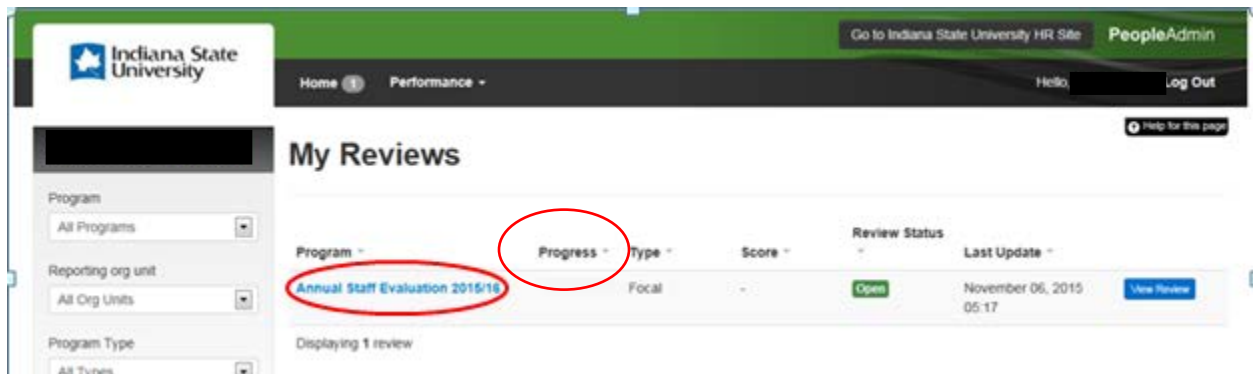 Indiana State
University
Go to Indiana State University HR Site PeopleAdmin
Home 1 Performance
Hello, Log Out
Help for this page
My Reviews
Program
All Programs
Reporting org unit
All Org Units
Program Type
All Types
Program Progress Type Score Review Status Last Update
Annual Staff Evaluation 2015/16 Focal - Open November 06, 2015 View Review
05:17
Displaying 1 review